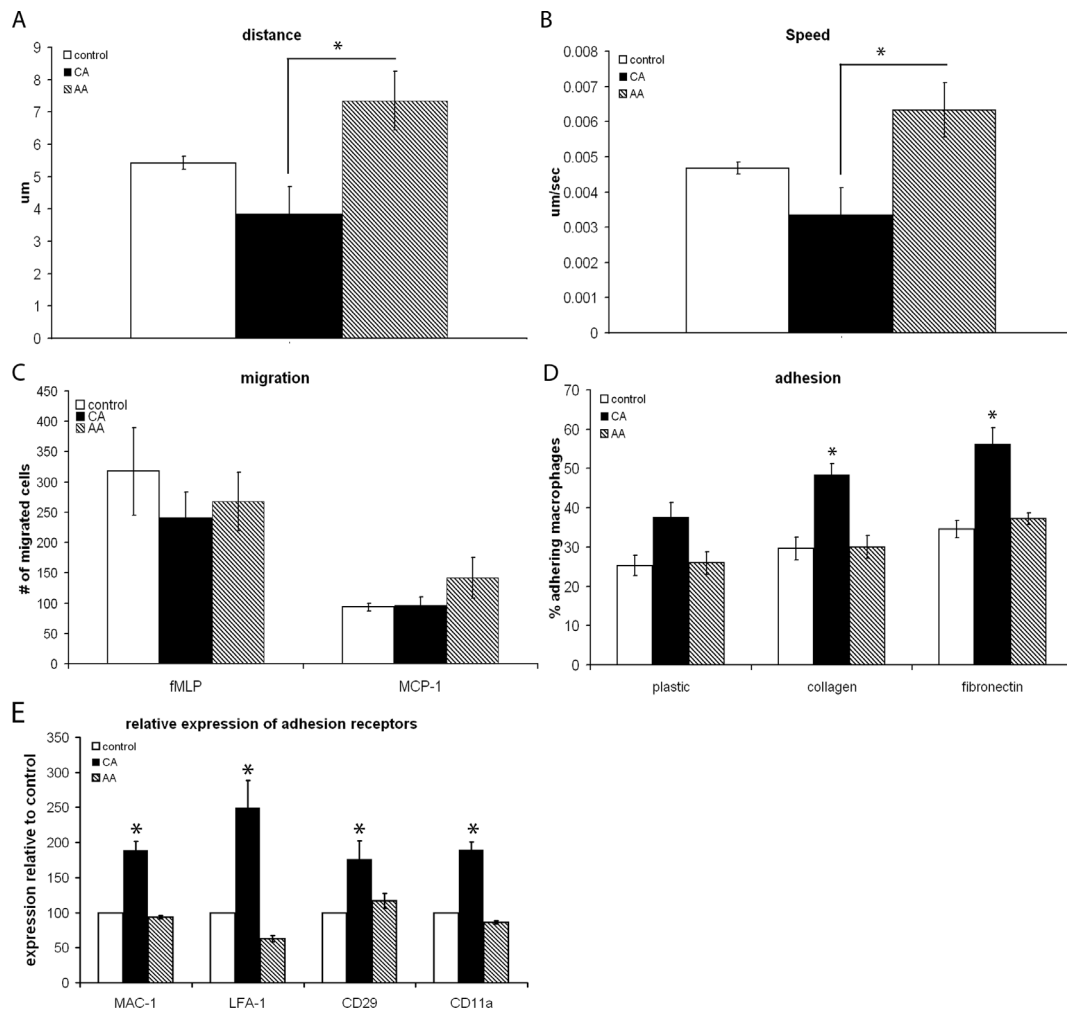 A
distance
9
8
7
6
5
4
3
2
1
0
um
control
CA
AA
*
B
Speed
0.008
0.007
0.006
0.005
0.004
0.003
0.002
0.001
0
um/sec
control
CA
AA
*
C
migration
450
400
350
300
250
200
150
100
50
0
# of migrated cells
control
CA
AA
fMLP
MCP-1
D
adhesion
70
60
50
40
30
20
10
0
% adhering macrophages
control
CA
AA
*
*
plastic
collagen
fibronectin
E
relative expression of adhesion receptors
350
300
250
200
150
100
50
0
expression relative to control
control
CA
AA
*
*
*
*
MAC-1
LFA-1
CD29
CD11a